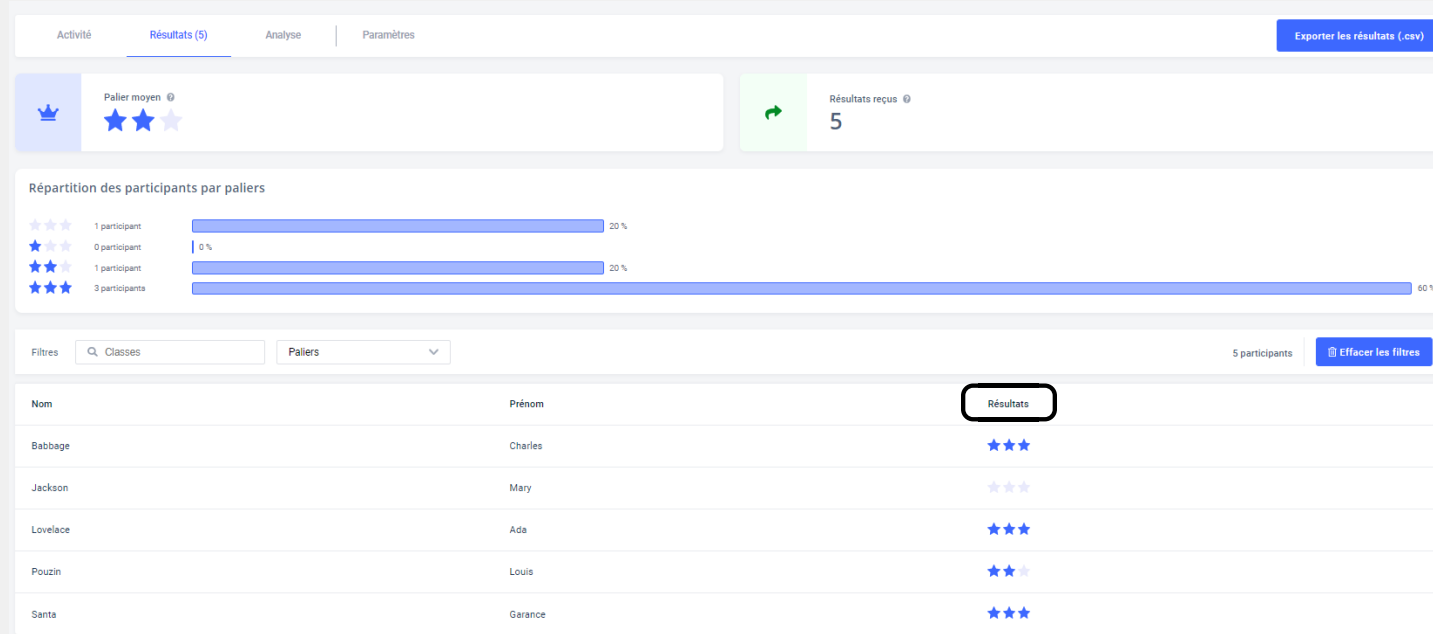 Activité Résultats (5) Analyse Paramètres Exporter les résultats (.csv)
Palier moyen
Résultats reçus
5
Répartition des participants par paliers
1 participant 20 %
0 participant 0 %
1 participant 20 %
3 participants 60 %
Filtres Classes Paliers 5 participants Effacer les filtres
Nom Prénom Résultats
Babbage Charles
Jackson Mary
Lovelace Ada
Pouzin Louis
Santa Garance